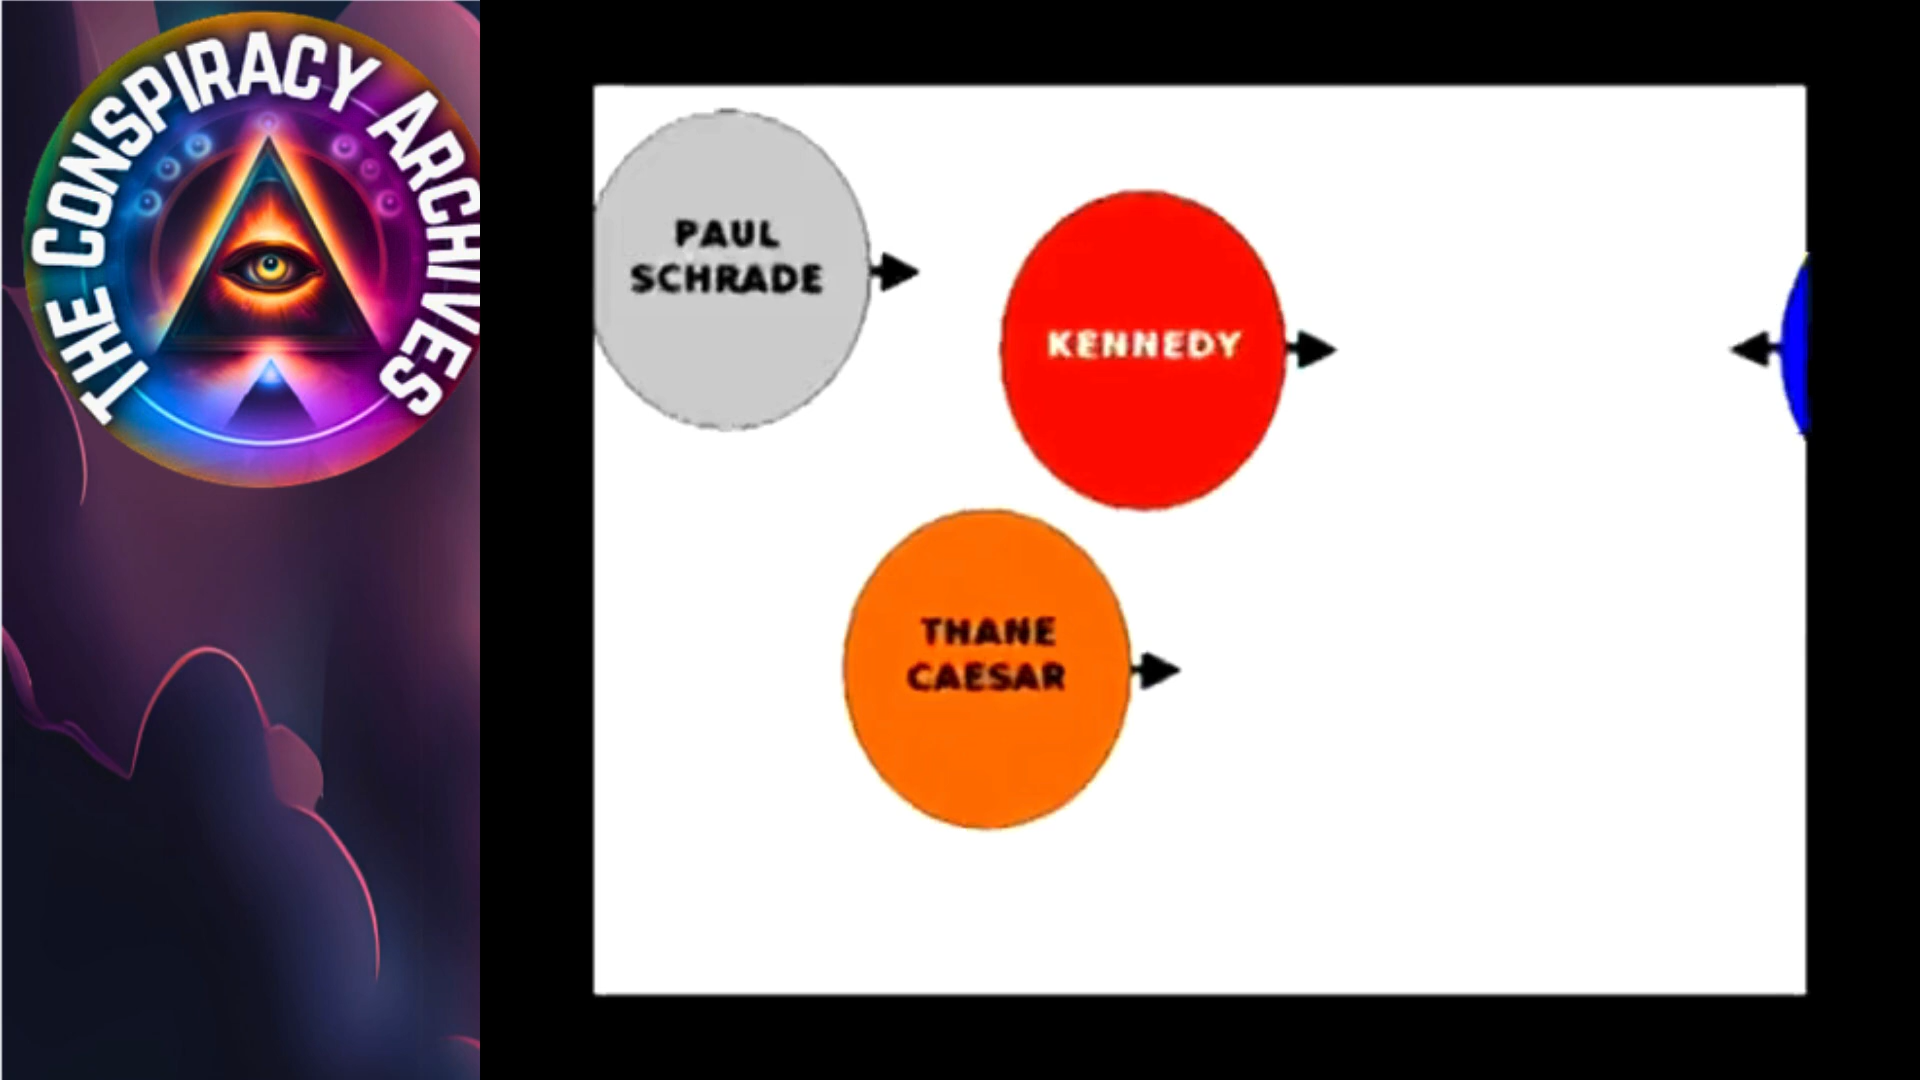 THE CONSPIRACY ARCHIVES
PAUL
SCHRADE
KENNEDY
THANE
CAESAR